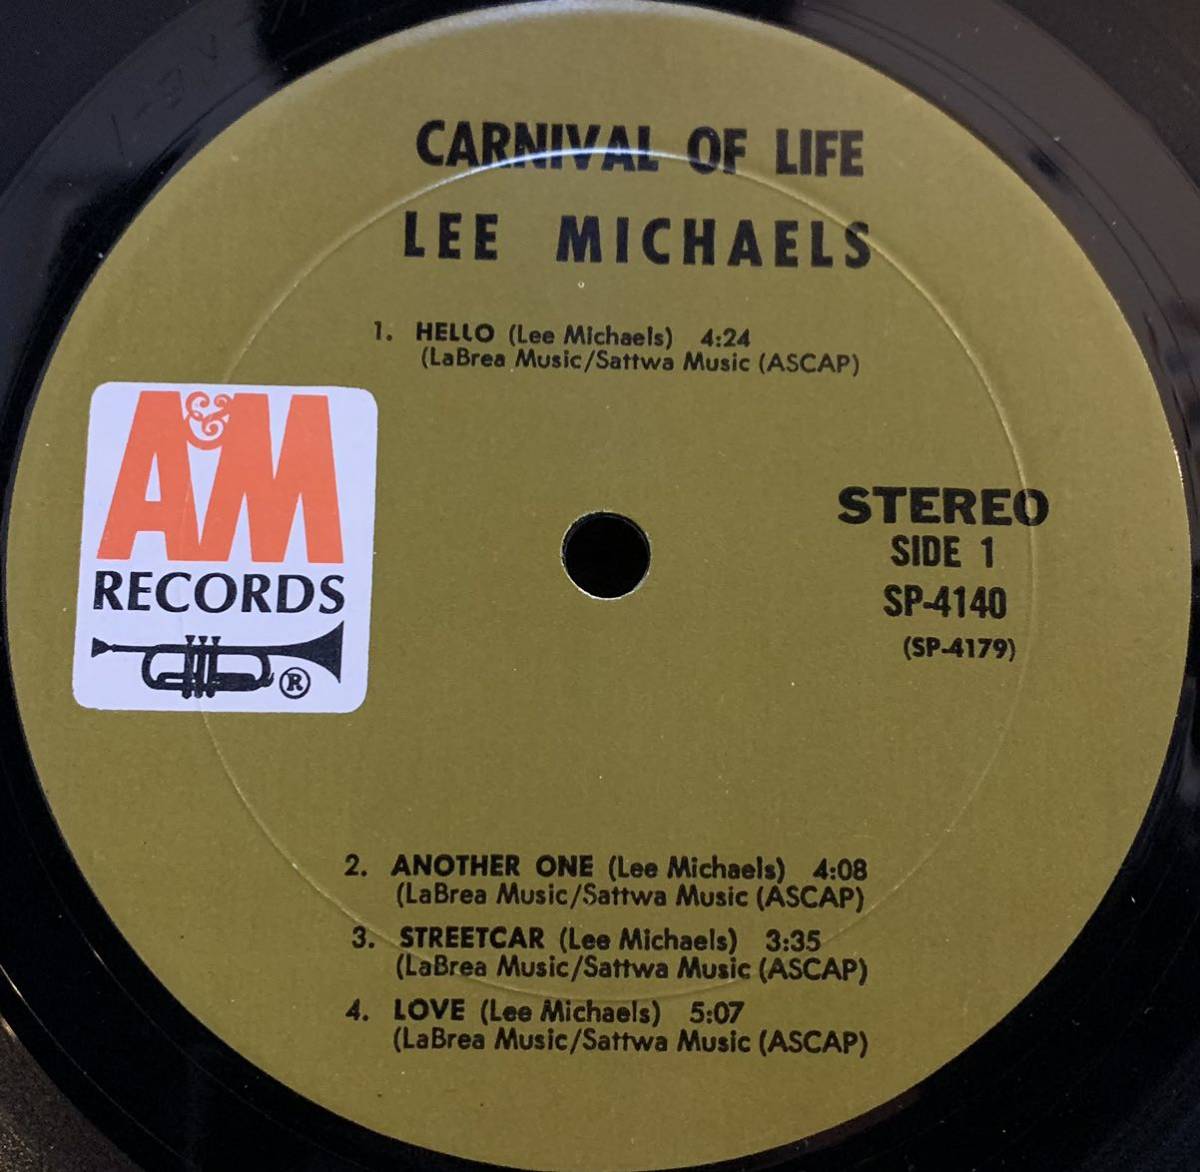 CARNIVAL OF LIFE
LEE MICHAELS
1. HELLO (Lee Michaels) 4:24
(LaBrea Music/Sattwa Music (ASCAP)
A&M
RECORDS
®
STEREO
SIDE 1
SP-4140
(SP-4179)
2. ANOTHER ONE (Lee Michaels) 4:08
(LaBrea Music/Sattwa Music (ASCAP)
3. STREETCAR (Lee Michaels) 3:35
(LaBrea Music/Sattwa Music (ASCAP)
4. LOVE (Lee Michaels) 5:07
(LaBrea Music/Sattwa Music (ASCAP)